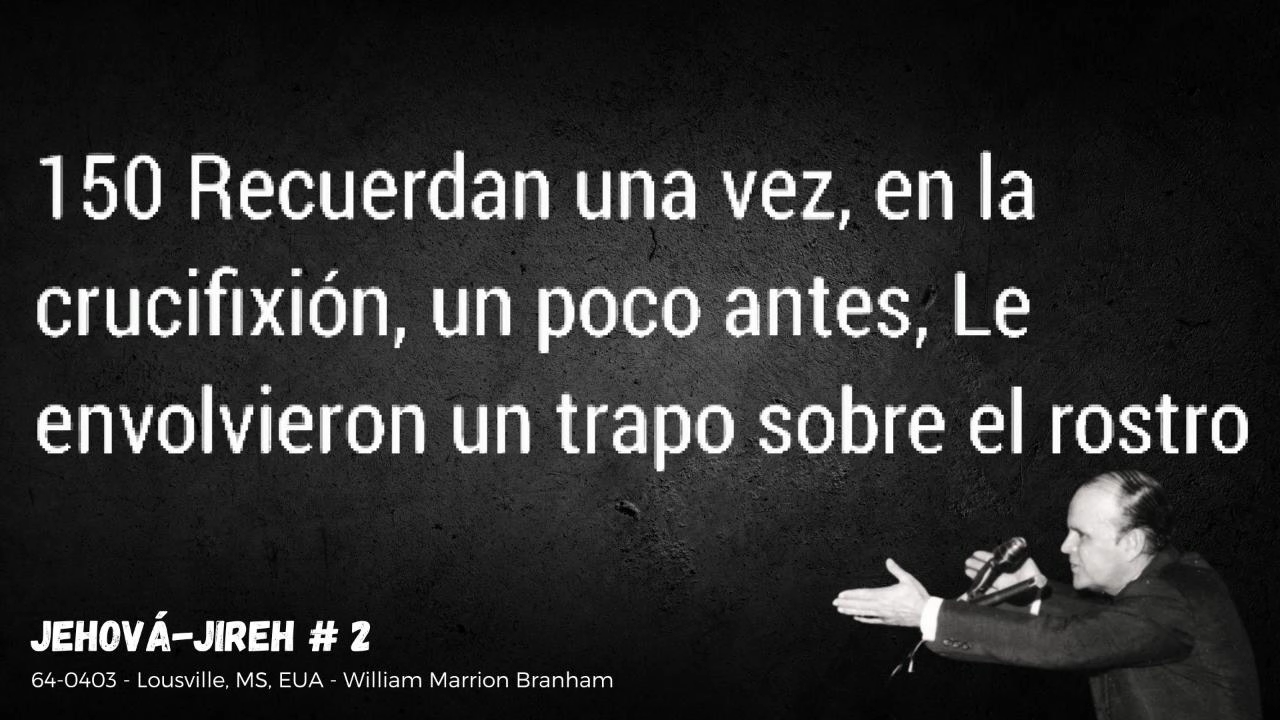 150 Recuerdan una vez, en la
crucifixión, un poco antes, Le
envolvieron un trapo sobre el rostro
JEHOVÁ-JIREH # 2
64-0403 - Lousville, MS, EUA - William Marrion Branham